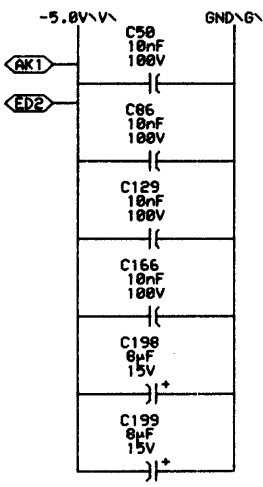 -5.0V\V\ GND\G\
C50
10nF
100V
AK1
ED2
C86
10nF
100V
C129
10nF
100V
C166
10nF
100V
C198
8µF
15V
+
C199
8µF
15V
+